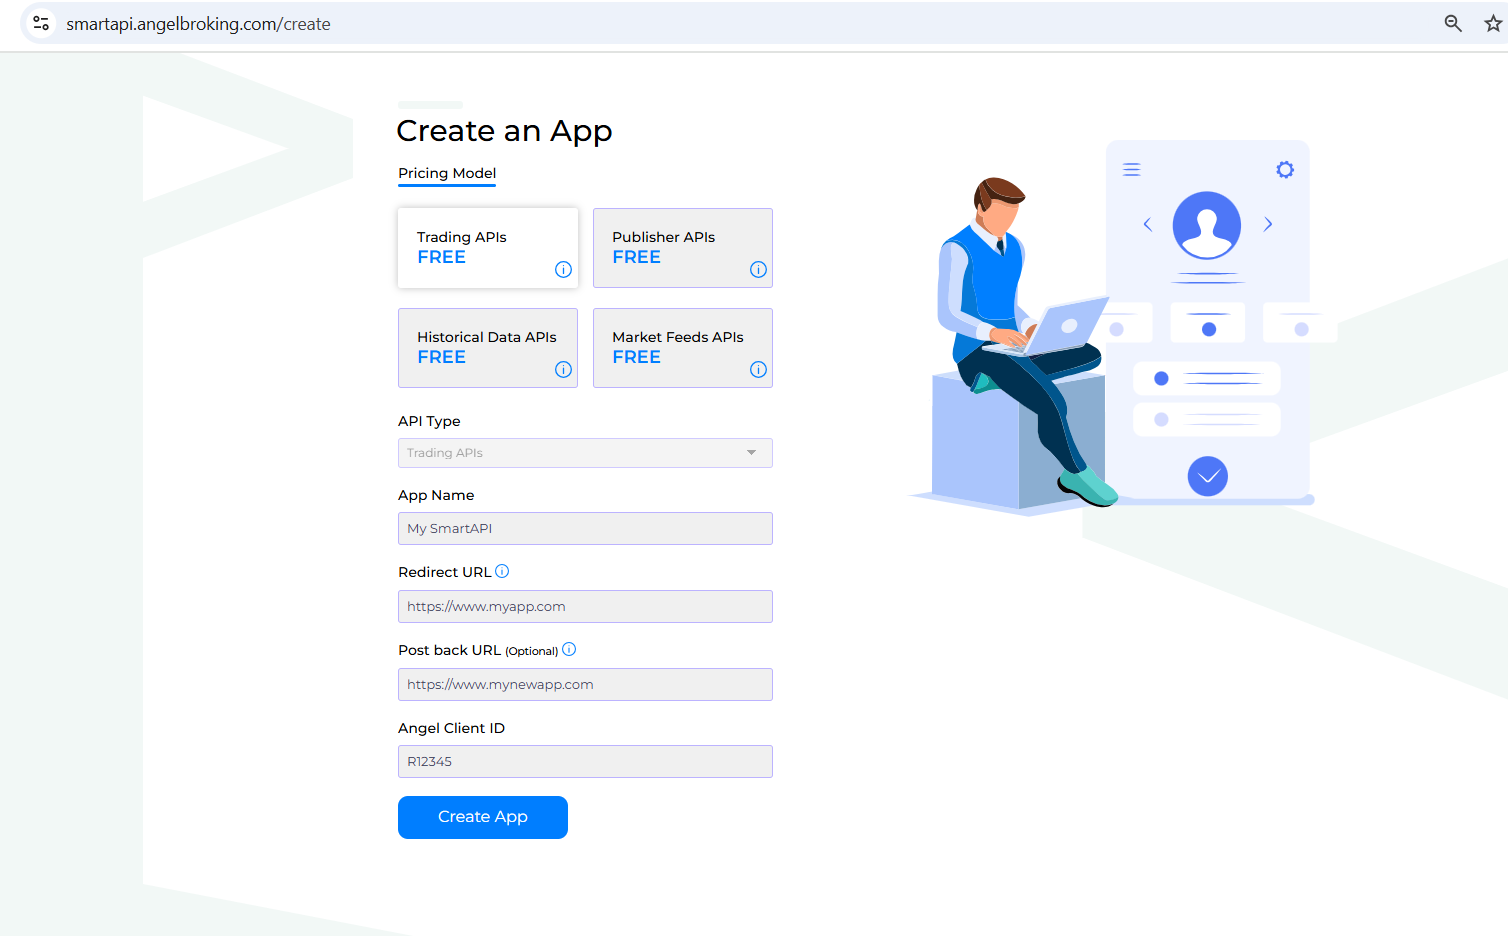 smartapi.angelbroking.com/create
Create an App
Pricing Model
Trading APIs
FREE
Publisher APIs
FREE
Historical Data APIs
FREE
Market Feeds APIs
FREE
API Type
Trading APIs
App Name
My SmartAPI
Redirect URL
https://www.myapp.com
Post back URL (Optional)
https://www.mynewapp.com
Angel Client ID
R12345
Create App